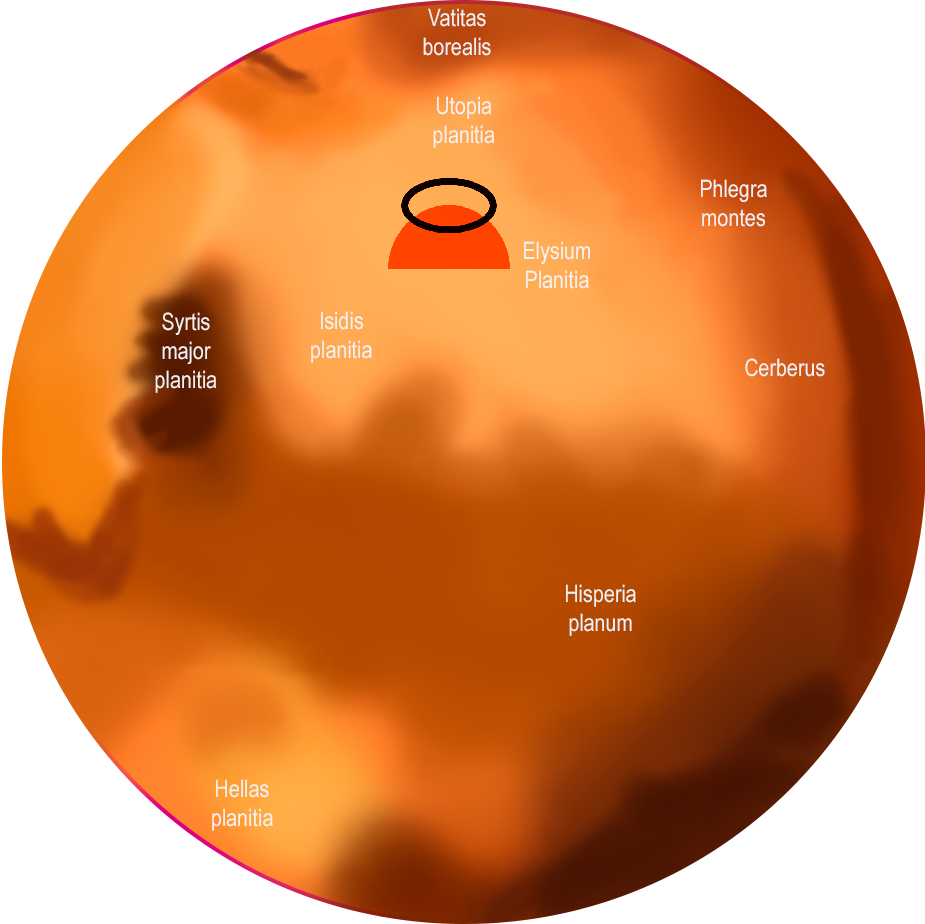 Vatitas
borealis
Utopia
planitia
Phlegra
montes
Elysium
Planitia
Syrtis
major
planitia
Isidis
planitia
Cerberus
Hisperia
planum
Hellas
planitia